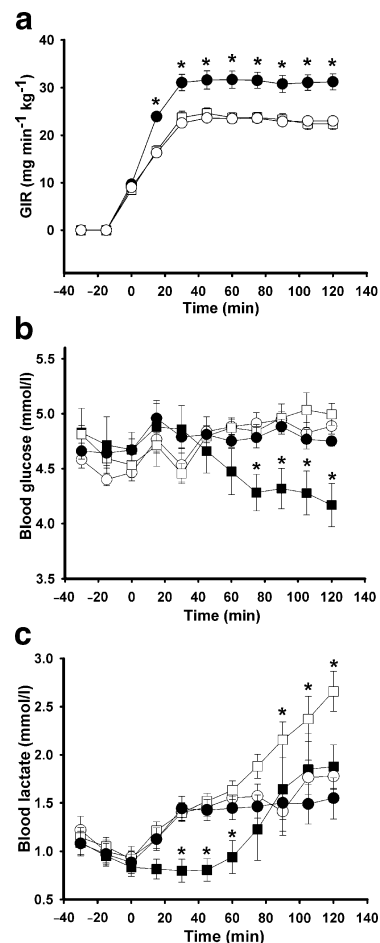 a
GIR (mg min-1 kg-1)
40
30
20
10
0
* * * * * * * *
-40 -20 0 20 40 60 80 100 120 140
Time (min)
b
Blood glucose (mmol/l)
5.5
5.0
4.5
4.0
3.5
* * * *
-40 -20 0 20 40 60 80 100 120 140
Time (min)
c
Blood lactate (mmol/l)
3.0
2.5
2.0
1.5
1.0
0.5
* * * * * *
-40 -20 0 20 40 60 80 100 120 140
Time (min)